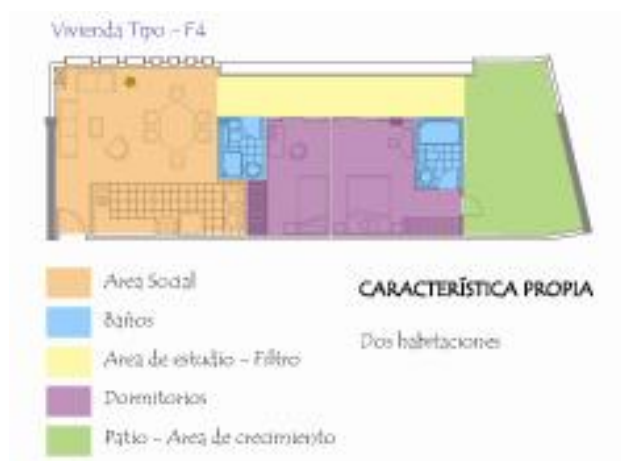 Vivienda Tipo - F4
Area Social
Baños
Area de estudio - Filtro
Dormitorios
Patio - Area de crecimiento
CARACTERÍSTICA PROPIA
Dos habitaciones